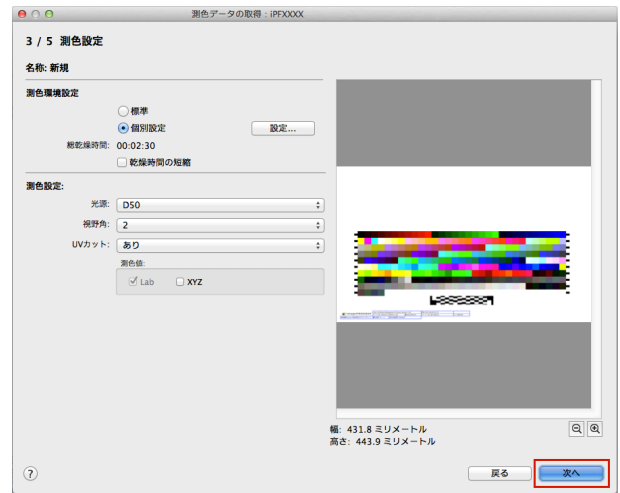 測色データの取得：iPFXXXX
3 / 5 測色設定
名称: 新規
測色環境設定
標準
個別設定
設定...
総乾燥時間: 00:02:30
乾燥時間の短縮
測色設定:
光源: D50
視野角: 2
UVカット: あり
測色値:
Lab XYZ
幅: 431.8 ミリメートル
高さ: 443.9 ミリメートル
? 戻る 次へ